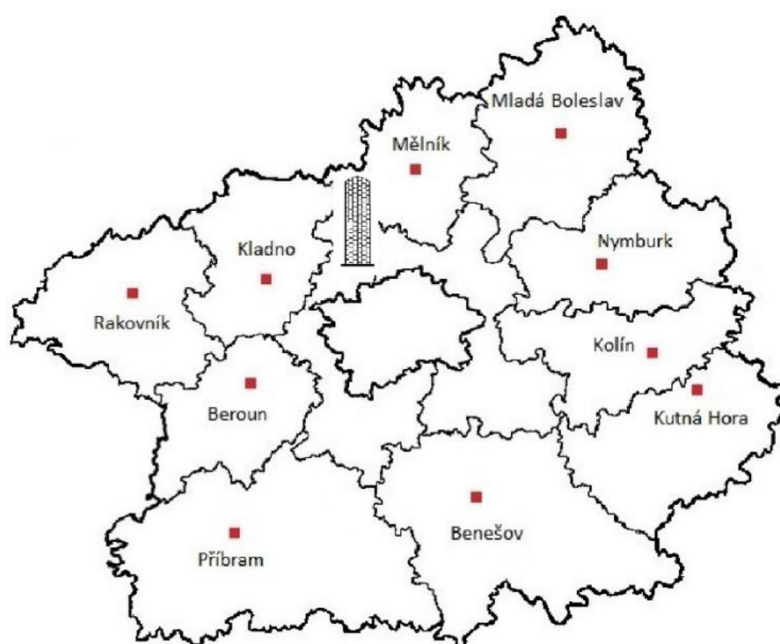 Mladá Boleslav
Mělník
Kladno
Nymburk
Rakovník
Kolín
Beroun
Kutná Hora
Benešov
Příbram